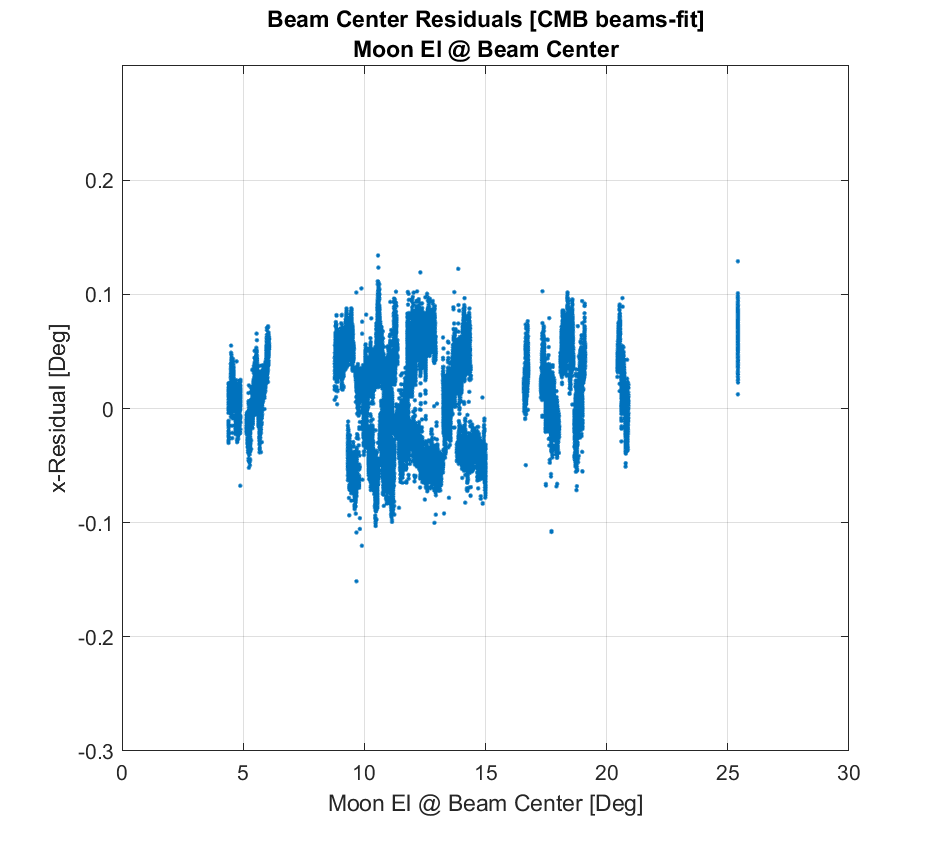 Beam Center Residuals [CMB beams-fit]
Moon El @ Beam Center
0.2
0.1
0
-0.1
-0.2
-0.3
x-Residual [Deg]
0 5 10 15 20 25 30
Moon El @ Beam Center [Deg]